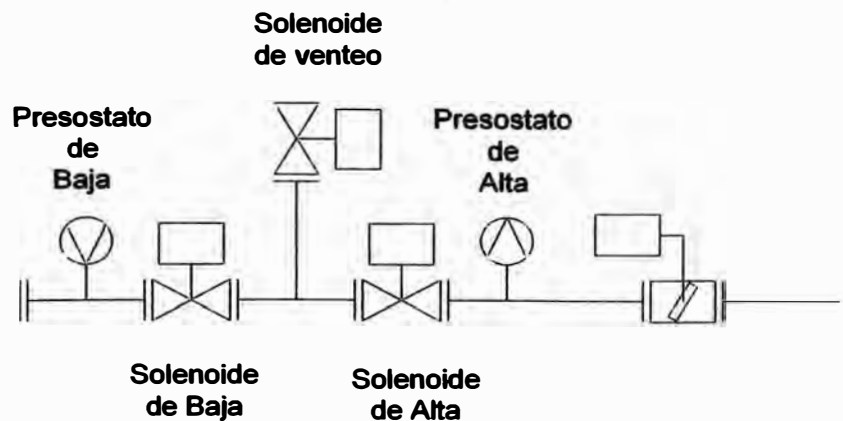 Solenoide
de venteo
Presostato
de
Baja
Presostato
de
Alta
Solenoide
de Baja
Solenoide
de Alta